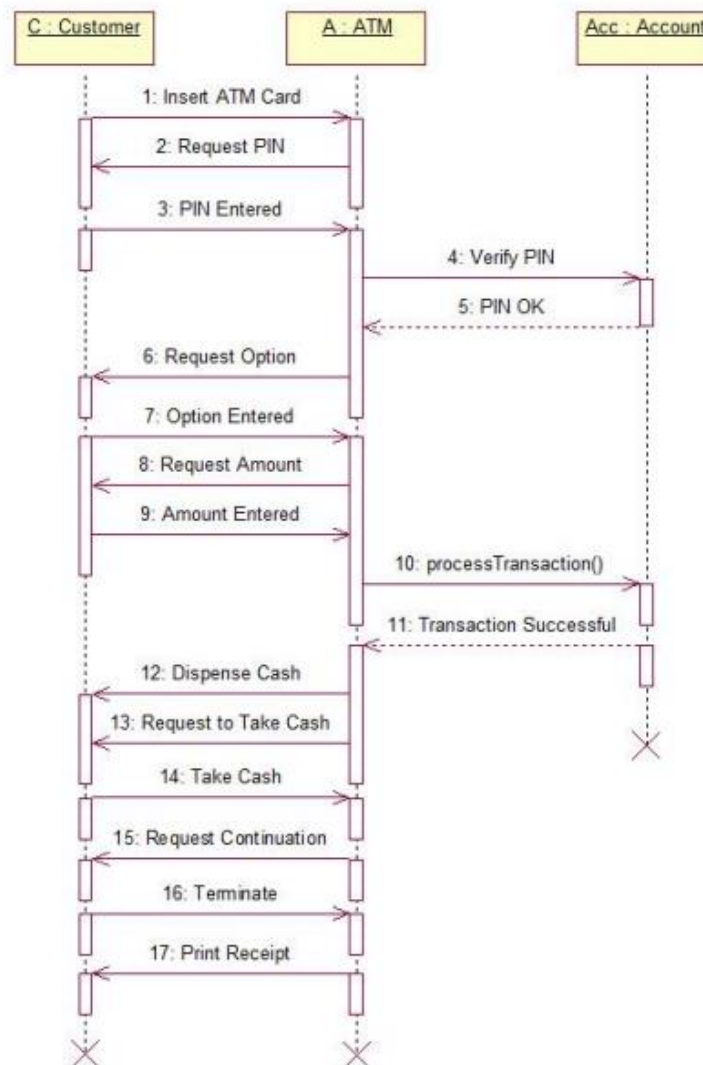 C : Customer
A : ATM
Acc : Account
1: Insert ATM Card
2: Request PIN
3: PIN Entered
4: Verify PIN
5: PIN OK
6: Request Option
7: Option Entered
8: Request Amount
9: Amount Entered
10: processTransaction()
11: Transaction Successful
12: Dispense Cash
13: Request to Take Cash
14: Take Cash
15: Request Continuation
16: Terminate
17: Print Receipt